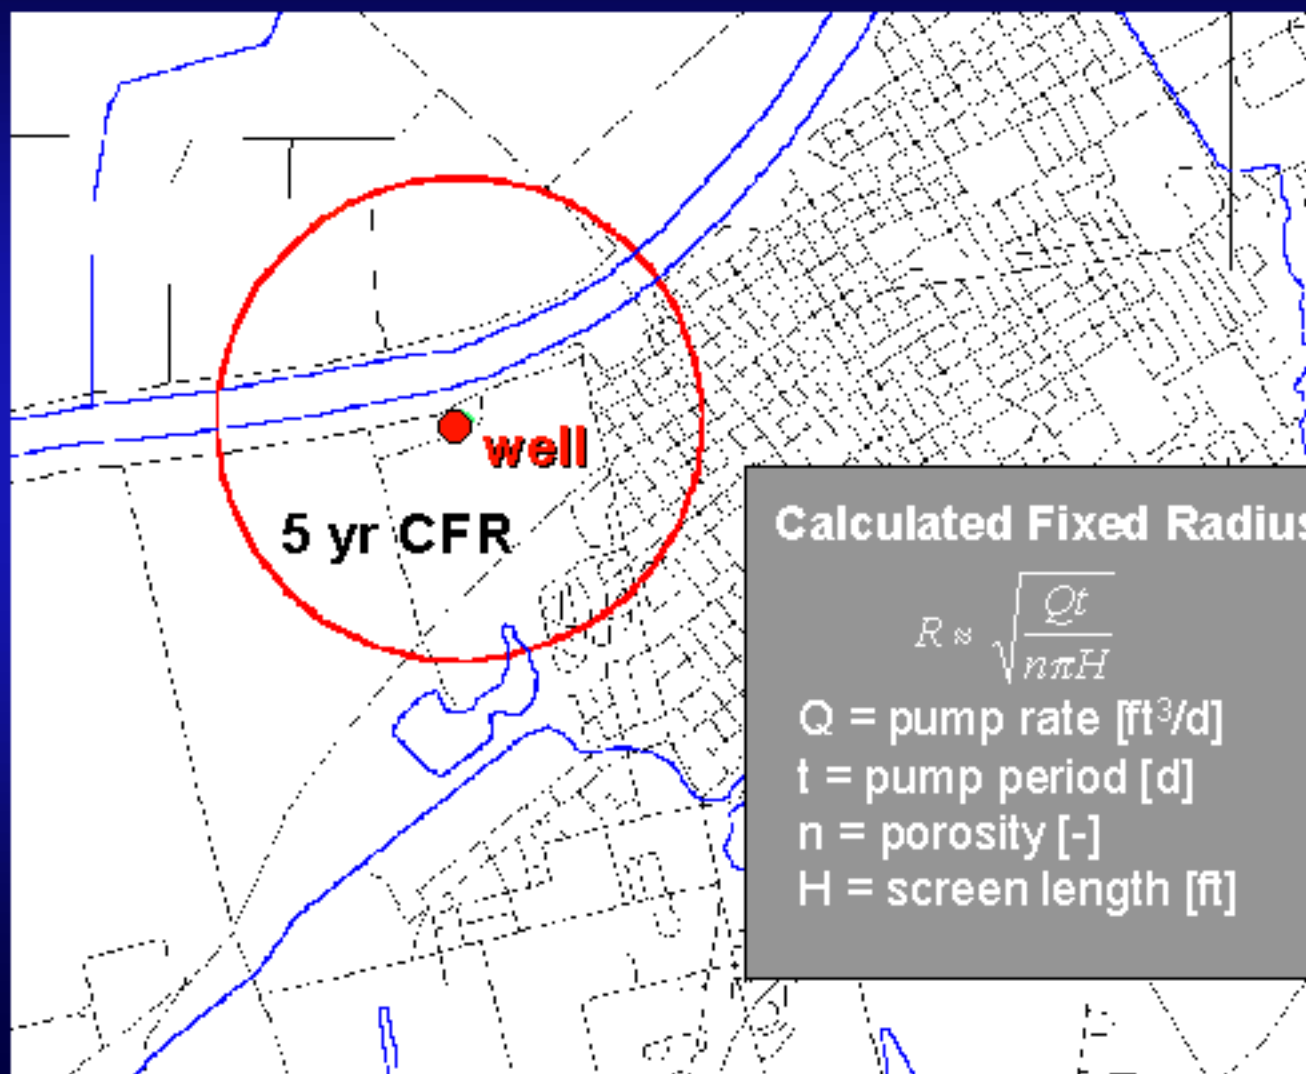 well
5 yr CFR
Calculated Fixed Radius
R ≈ √(Qt / nπH)
Q = pump rate [ft³/d]
t = pump period [d]
n = porosity [-]
H = screen length [ft]